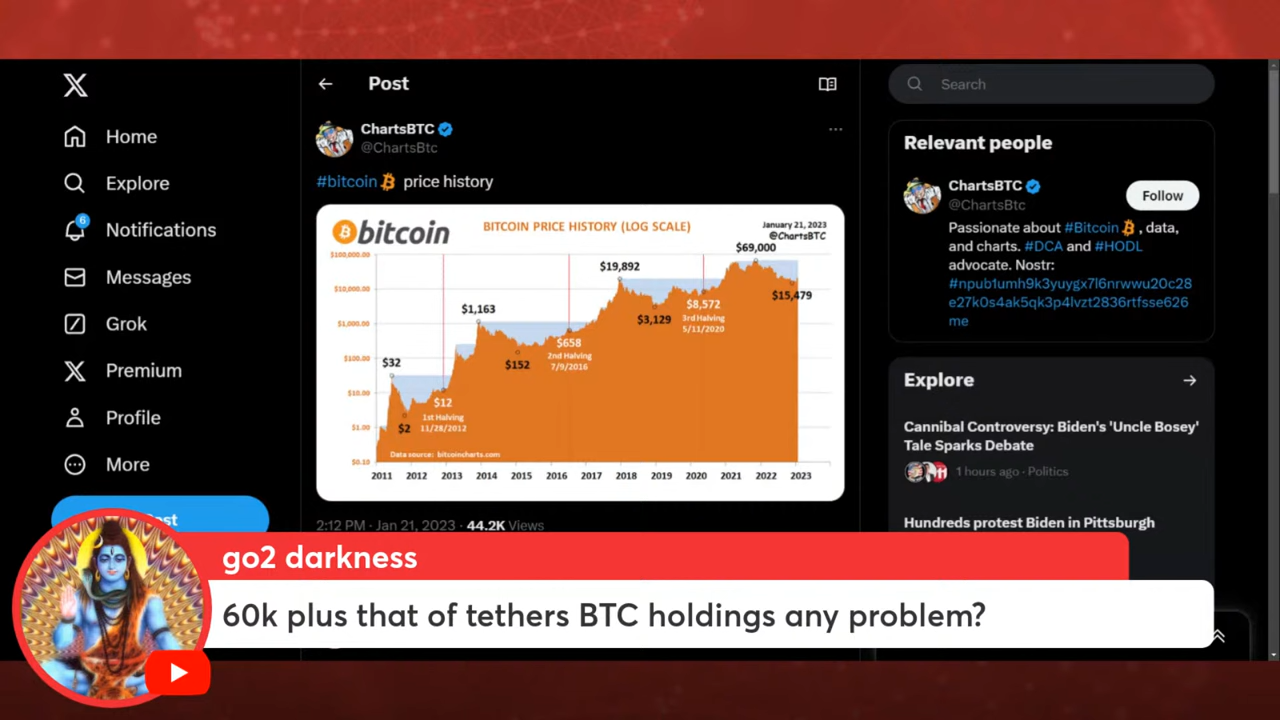 Home
Explore
Notifications
6
Messages
Grok
Premium
Profile
More
Post
ChartsBTC
@ChartsBtc
#bitcoin price history
bitcoin
BITCOIN PRICE HISTORY (LOG SCALE)
January 21, 2023
@ChartsBTC
$100,000.00
$10,000.00
$1,000.00
$100.00
$10.00
$1.00
$0.10
$32
$2
$12
1st Halving
11/28/2012
$1,163
$152
$658
2nd Halving
7/9/2016
$19,892
$3,129
$8,572
3rd Halving
5/11/2020
$69,000
$15,479
Data source: bitcoincharts.com
2011 2012 2013 2014 2015 2016 2017 2018 2019 2020 2021 2022 2023
2:12 PM · Jan 21, 2023 · 44.2K Views
Search
Relevant people
ChartsBTC
@ChartsBtc
Follow
Passionate about #Bitcoin , data,
and charts. #DCA and #HODL
advocate. Nostr:
#npub1umh9k3yuygx7l6nrwwu20c28
e27k0s4ak5qk3p4lvzt2836rtfsse626
me
Explore
Cannibal Controversy: Biden's 'Uncle Bosey'
Tale Sparks Debate
1 hours ago · Politics
Hundreds protest Biden in Pittsburgh
go2 darkness
60k plus that of tethers BTC holdings any problem?